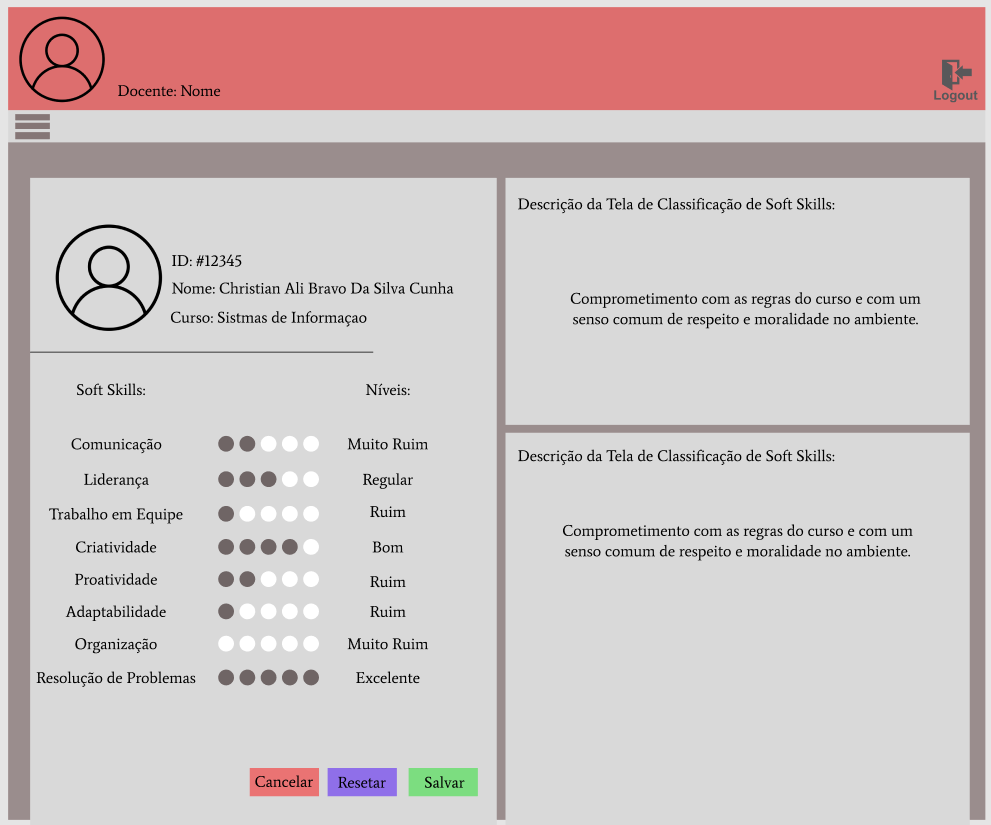 Docente: Nome
Logout
ID: #12345
Nome: Christian Ali Bravo Da Silva Cunha
Curso: Sistmas de Informaçao
Soft Skills:
Níveis:
Comunicação
Muito Ruim
Liderança
Regular
Trabalho em Equipe
Ruim
Criatividade
Bom
Proatividade
Ruim
Adaptabilidade
Ruim
Organização
Muito Ruim
Resolução de Problemas
Excelente
Cancelar
Resetar
Salvar
Descrição da Tela de Classificação de Soft Skills:
Comprometimento com as regras do curso e com um
senso comum de respeito e moralidade no ambiente.
Descrição da Tela de Classificação de Soft Skills:
Comprometimento com as regras do curso e com um
senso comum de respeito e moralidade no ambiente.